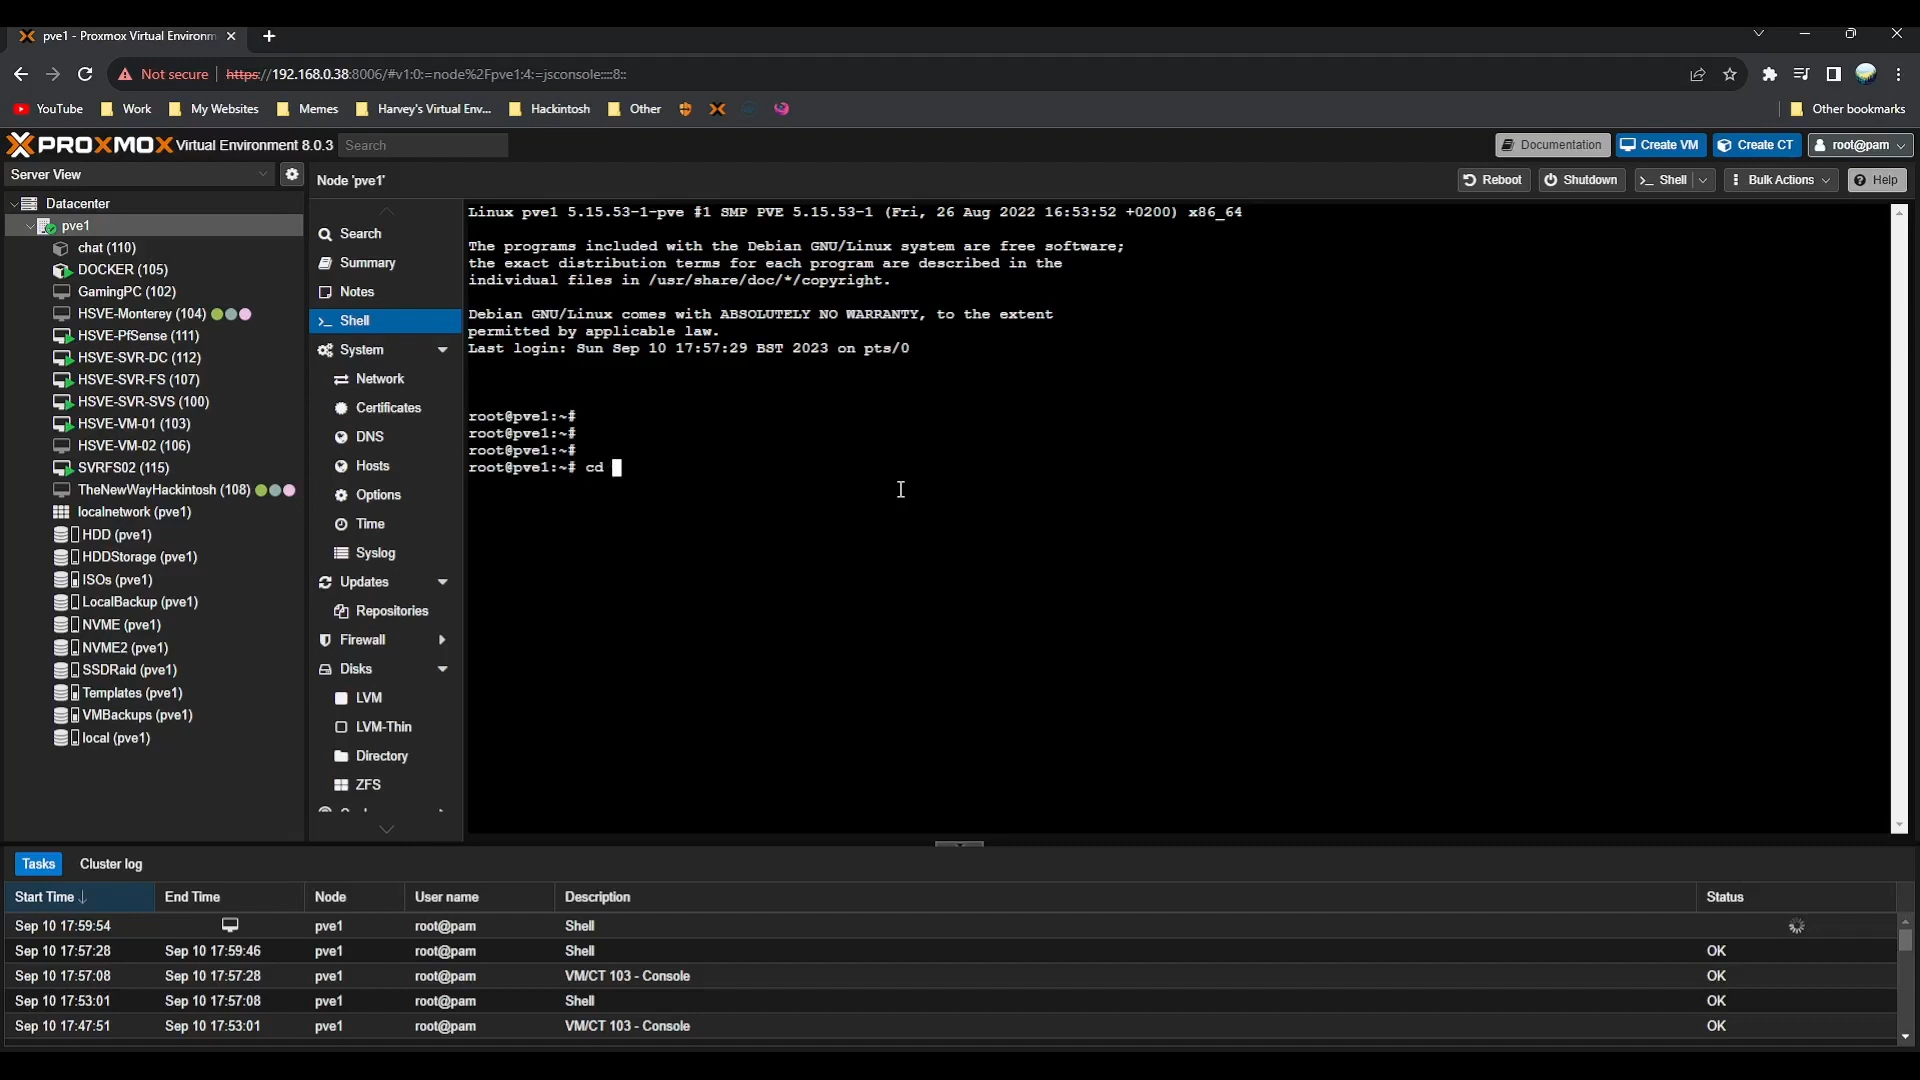 pve1 - Proxmox Virtual Environm
Not secure https://192.168.0.38:8006/#v1:0:=node%2Fpve1:4:=jsconsole::::8::
YouTube Work My Websites Memes Harvey's Virtual Env... Hackintosh Other Other bookmarks
PROXMOX Virtual Environment 8.0.3 Search Documentation Create VM Create CT root@pam
Server View
Node 'pve1' Reboot Shutdown >_ Shell Bulk Actions Help
Datacenter
pve1
chat (110)
DOCKER (105)
GamingPC (102)
HSVE-Monterey (104)
HSVE-PfSense (111)
HSVE-SVR-DC (112)
HSVE-SVR-FS (107)
HSVE-SVR-SVS (100)
HSVE-VM-01 (103)
HSVE-VM-02 (106)
SVRFS02 (115)
TheNewWayHackintosh (108)
localnetwork (pve1)
HDD (pve1)
HDDStorage (pve1)
ISOs (pve1)
LocalBackup (pve1)
NVME (pve1)
NVME2 (pve1)
SSDRaid (pve1)
Templates (pve1)
VMBackups (pve1)
local (pve1)
Search
Summary
Notes
>_ Shell
System
Network
Certificates
DNS
Hosts
Options
Time
Syslog
Updates
Repositories
Firewall
Disks
LVM
LVM-Thin
Directory
ZFS
Linux pve1 5.15.53-1-pve #1 SMP PVE 5.15.53-1 (Fri, 26 Aug 2022 16:53:52 +0200) x86_64
The programs included with the Debian GNU/Linux system are free software;
the exact distribution terms for each program are described in the
individual files in /usr/share/doc/*/copyright.
Debian GNU/Linux comes with ABSOLUTELY NO WARRANTY, to the extent
permitted by applicable law.
Last login: Sun Sep 10 17:57:29 BST 2023 on pts/0
root@pve1:~#
root@pve1:~#
root@pve1:~#
root@pve1:~# cd
Tasks Cluster log
Start Time End Time Node User name Description Status
Sep 10 17:59:54 pve1 root@pam Shell
Sep 10 17:57:28 Sep 10 17:59:46 pve1 root@pam Shell OK
Sep 10 17:57:08 Sep 10 17:57:28 pve1 root@pam VM/CT 103 - Console OK
Sep 10 17:53:01 Sep 10 17:57:08 pve1 root@pam Shell OK
Sep 10 17:47:51 Sep 10 17:53:01 pve1 root@pam VM/CT 103 - Console OK